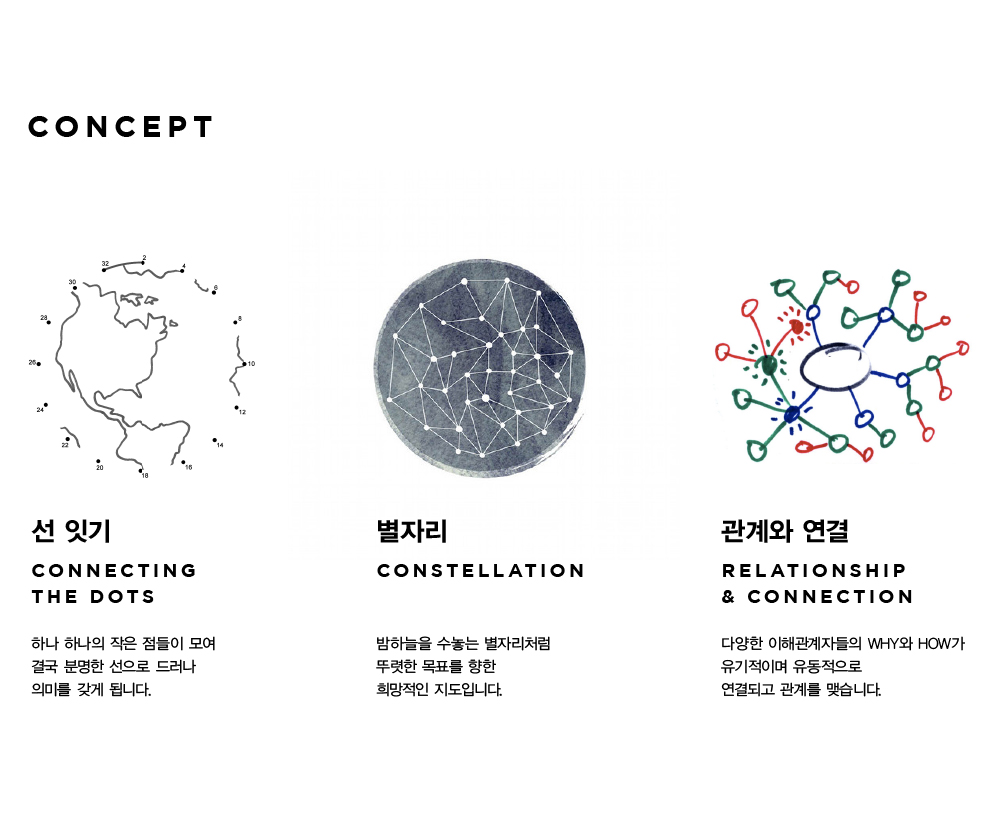 CONCEPT
32
2
4
30
6
28
8
26
10
24
12
22
14
20
16
18
선 잇기
CONNECTING
THE DOTS
하나 하나의 작은 점들이 모여
결국 분명한 선으로 드러나
의미를 갖게 됩니다.
별자리
CONSTELLATION
밤하늘을 수놓는 별자리처럼
뚜렷한 목표를 향한
희망적인 지도입니다.
관계와 연결
RELATIONSHIP
& CONNECTION
다양한 이해관계자들의 WHY와 HOW가
유기적이며 유동적으로
연결되고 관계를 맺습니다.